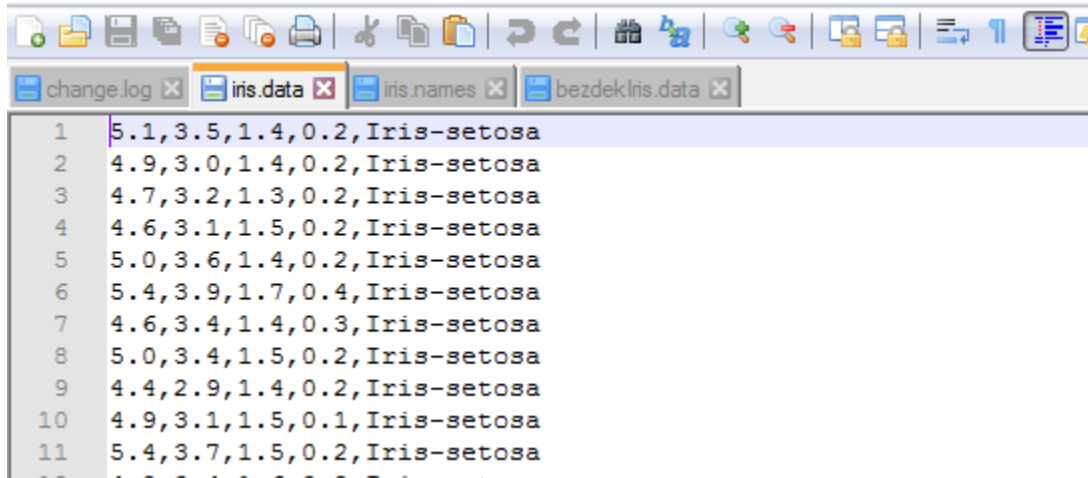 change.log iris.data iris.names bezdekIris.data
1 5.1,3.5,1.4,0.2,Iris-setosa
2 4.9,3.0,1.4,0.2,Iris-setosa
3 4.7,3.2,1.3,0.2,Iris-setosa
4 4.6,3.1,1.5,0.2,Iris-setosa
5 5.0,3.6,1.4,0.2,Iris-setosa
6 5.4,3.9,1.7,0.4,Iris-setosa
7 4.6,3.4,1.4,0.3,Iris-setosa
8 5.0,3.4,1.5,0.2,Iris-setosa
9 4.4,2.9,1.4,0.2,Iris-setosa
10 4.9,3.1,1.5,0.1,Iris-setosa
11 5.4,3.7,1.5,0.2,Iris-setosa